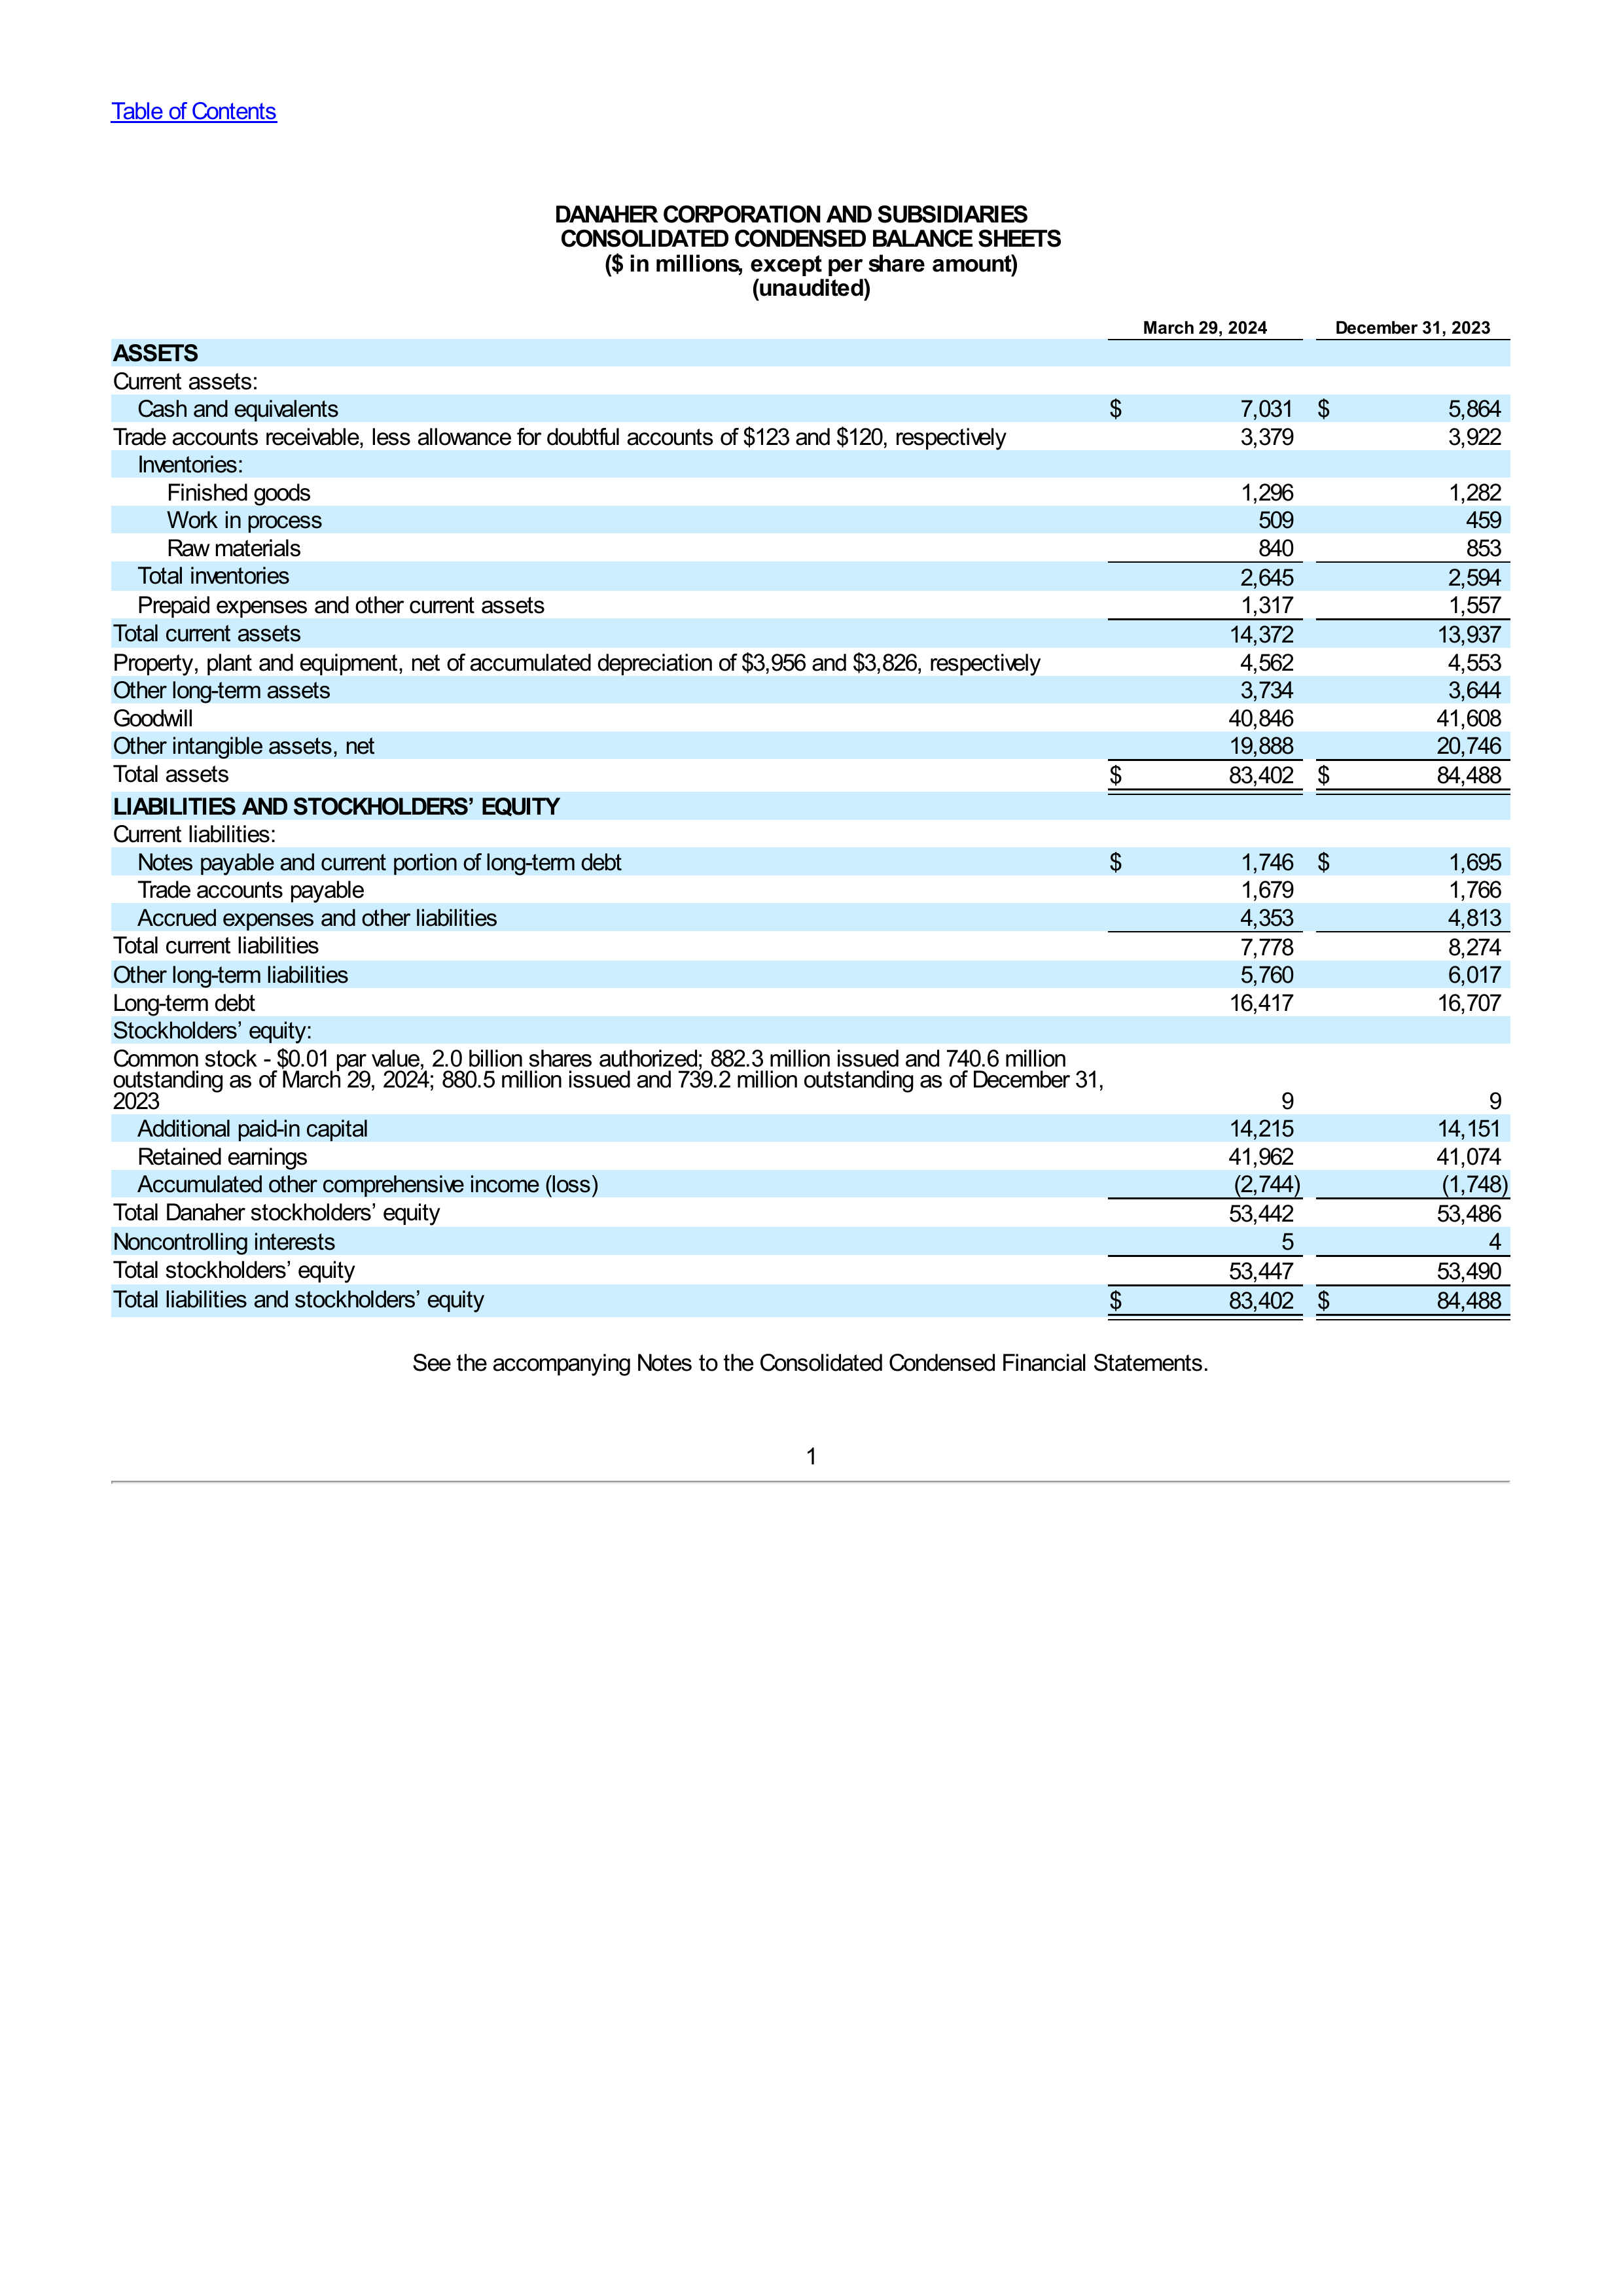 Table of Contents
DANAHER CORPORATION AND SUBSIDIARIES
CONSOLIDATED CONDENSED BALANCE SHEETS
($ in millions, except per share amount)
(unaudited)
March 29, 2024 December 31, 2023
ASSETS
Current assets:
Cash and equivalents $ 7,031 $ 5,864
Trade accounts receivable, less allowance for doubtful accounts of $123 and $120, respectively 3,379 3,922
Inventories:
Finished goods 1,296 1,282
Work in process 509 459
Raw materials 840 853
Total inventories 2,645 2,594
Prepaid expenses and other current assets 1,317 1,557
Total current assets 14,372 13,937
Property, plant and equipment, net of accumulated depreciation of $3,956 and $3,826, respectively 4,562 4,553
Other long-term assets 3,734 3,644
Goodwill 40,846 41,608
Other intangible assets, net 19,888 20,746
Total assets $ 83,402 $ 84,488
LIABILITIES AND STOCKHOLDERS’ EQUITY
Current liabilities:
Notes payable and current portion of long-term debt $ 1,746 $ 1,695
Trade accounts payable 1,679 1,766
Accrued expenses and other liabilities 4,353 4,813
Total current liabilities 7,778 8,274
Other long-term liabilities 5,760 6,017
Long-term debt 16,417 16,707
Stockholders’ equity:
Common stock - $0.01 par value, 2.0 billion shares authorized; 882.3 million issued and 740.6 million
outstanding as of March 29, 2024; 880.5 million issued and 739.2 million outstanding as of December 31,
2023 9 9
Additional paid-in capital 14,215 14,151
Retained earnings 41,962 41,074
Accumulated other comprehensive income (loss) (2,744) (1,748)
Total Danaher stockholders’ equity 53,442 53,486
Noncontrolling interests 5 4
Total stockholders’ equity 53,447 53,490
Total liabilities and stockholders’ equity $ 83,402 $ 84,488
See the accompanying Notes to the Consolidated Condensed Financial Statements.
1